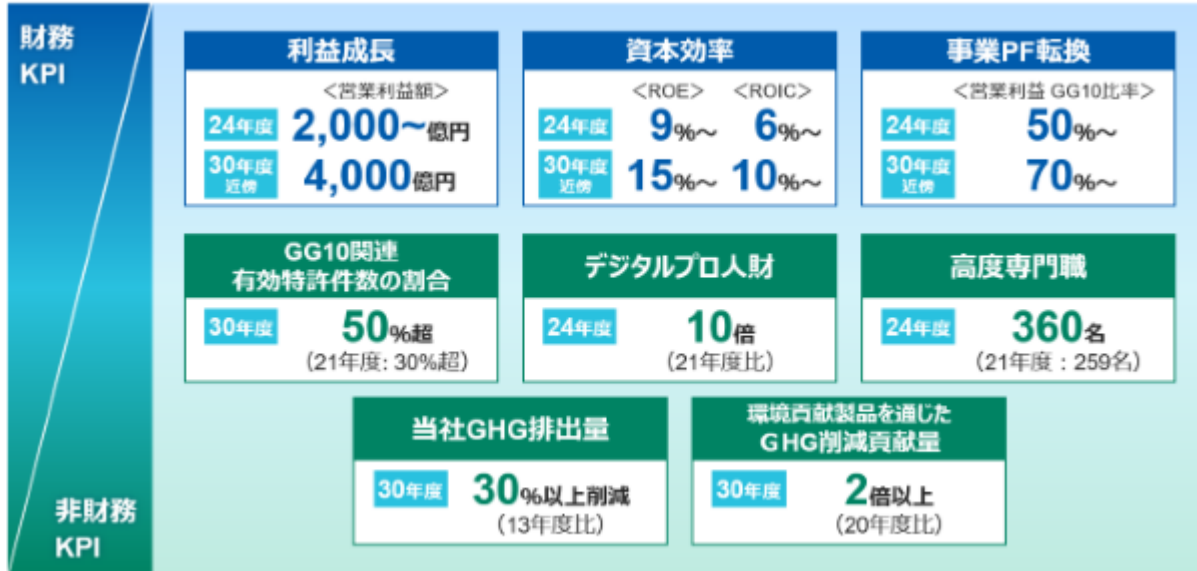 財務
KPI
利益成長
<営業利益額>
24年度 2,000~億円
30年度
近傍 4,000億円
資本効率
<ROE> <ROIC>
24年度 9%～ 6%～
30年度
近傍 15%～ 10%～
事業PF転換
<営業利益 GG10比率>
24年度 50%～
30年度
近傍 70%～
GG10関連
有効特許件数の割合
30年度 50%超
(21年度: 30%超)
デジタルプロ人財
24年度 10倍
(21年度比)
高度専門職
24年度 360名
(21年度：259名)
当社GHG排出量
30年度 30%以上削減
(13年度比)
環境貢献製品を通じた
GHG削減貢献量
30年度 2倍以上
(20年度比)
非財務
KPI